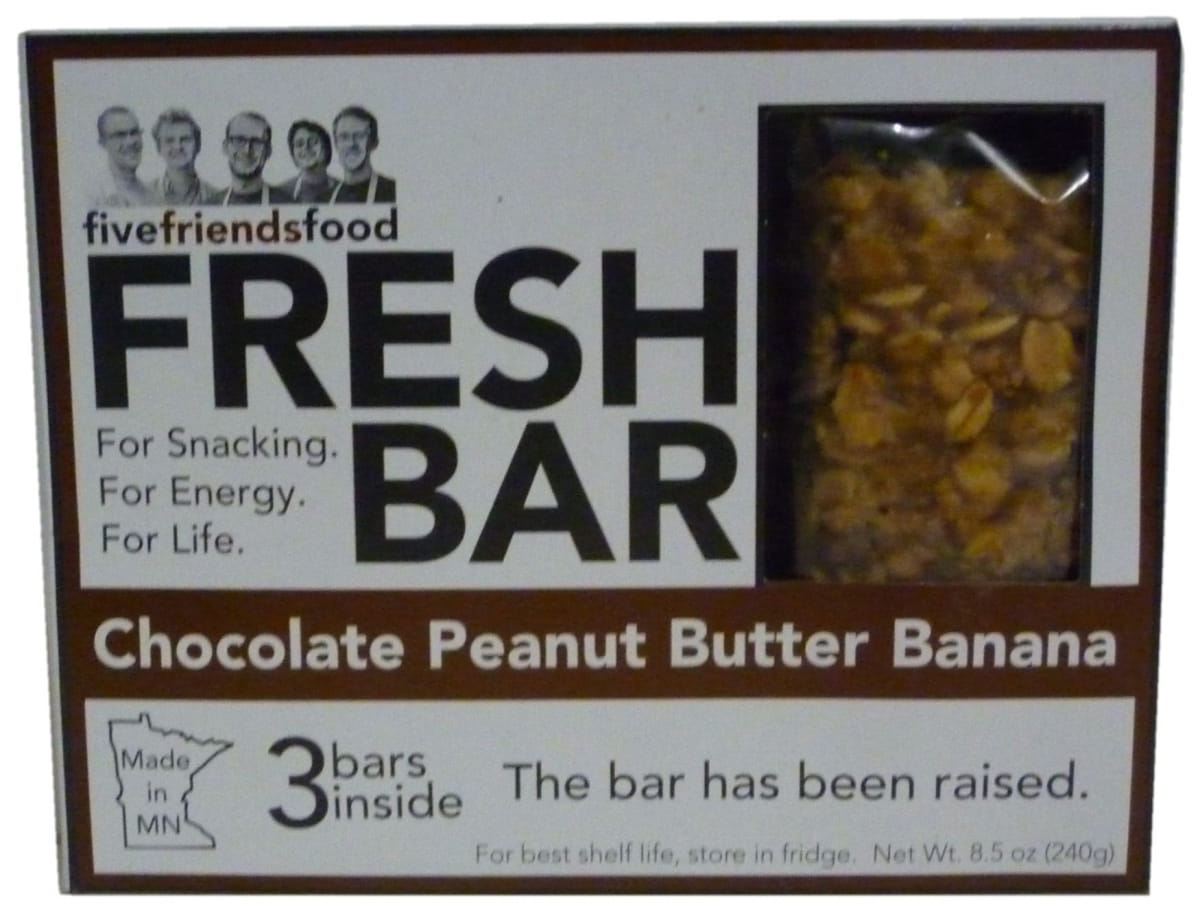 fivefriendsfood
FRESH
BAR
For Snacking.
For Energy.
For Life.
Chocolate Peanut Butter Banana
Made
in
MN
3 bars
inside
The bar has been raised.
For best shelf life, store in fridge. Net Wt. 8.5 oz (240g)